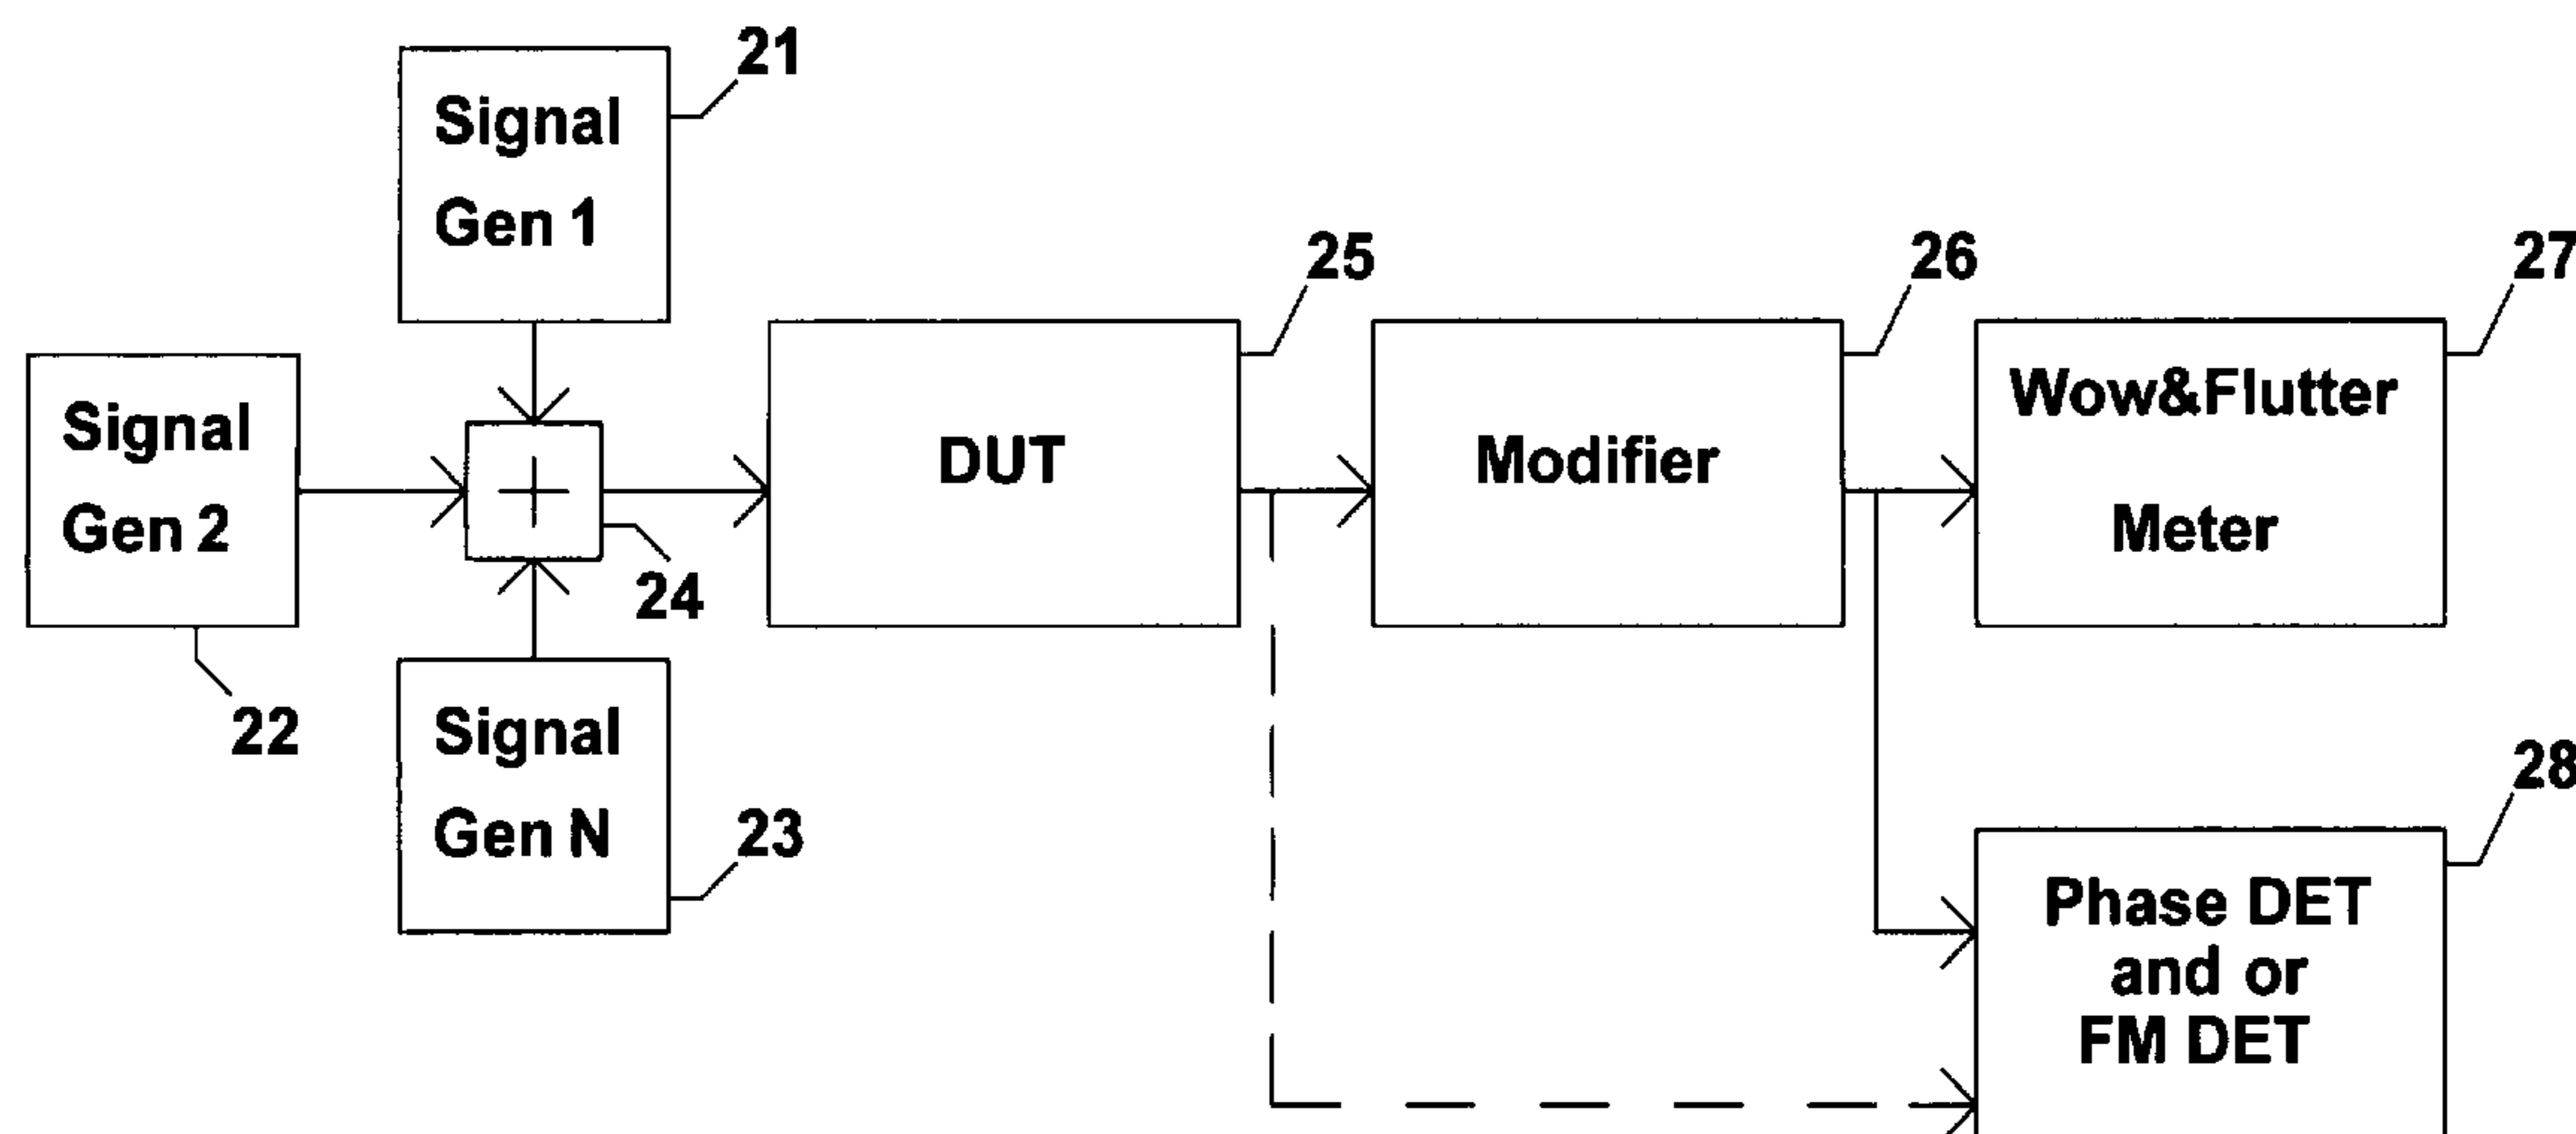 21
Signal
Gen 1
25
26
27
Signal
Gen 2
DUT
Modifier
Wow&Flutter
Meter
24
22
Signal
Gen N
23
28
Phase DET
and or
FM DET